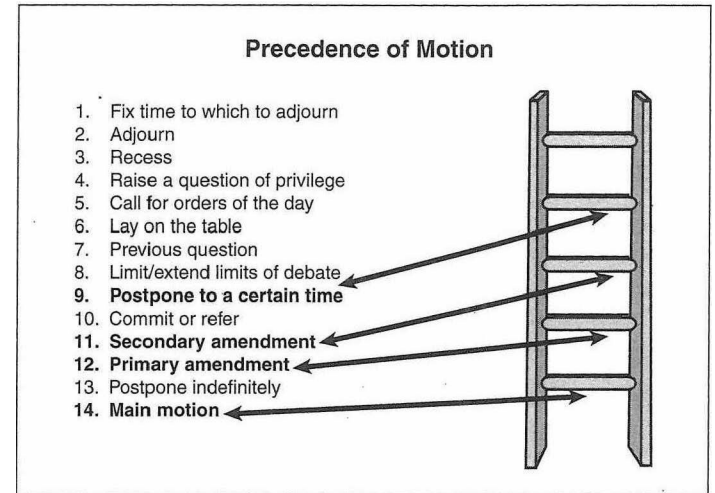 Precedence of Motion
1. Fix time to which to adjourn
2. Adjourn
3. Recess
4. Raise a question of privilege
5. Call for orders of the day
6. Lay on the table
7. Previous question
8. Limit/extend limits of debate
9. Postpone to a certain time
10. Commit or refer
11. Secondary amendment
12. Primary amendment
13. Postpone indefinitely
14. Main motion